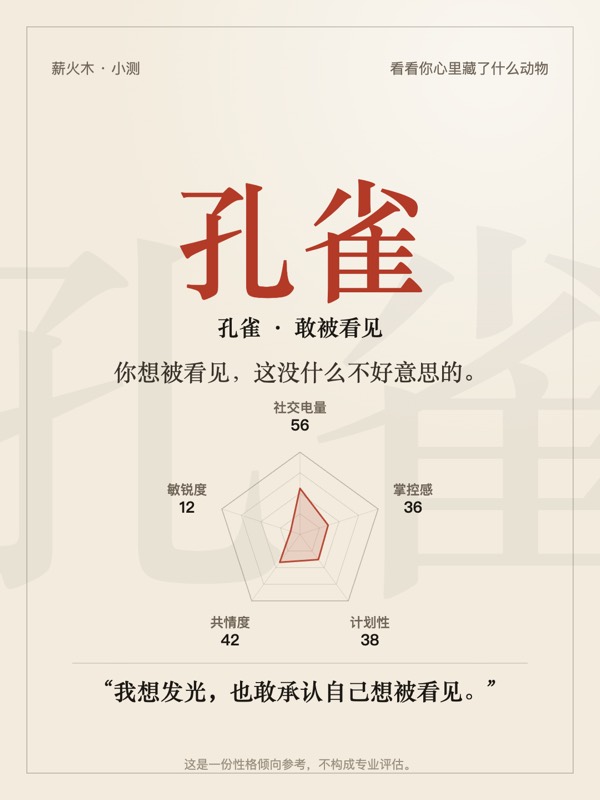 薪火木 · 小测
看看你心里藏了什么动物
孔雀
孔雀 · 敢被看见
你想被看见，这没什么不好意思的。
社交电量
56
敏锐度
12
掌控感
36
共情度
42
计划性
38
“我想发光，也敢承认自己想被看见。”
这是一份性格倾向参考，不构成专业评估。